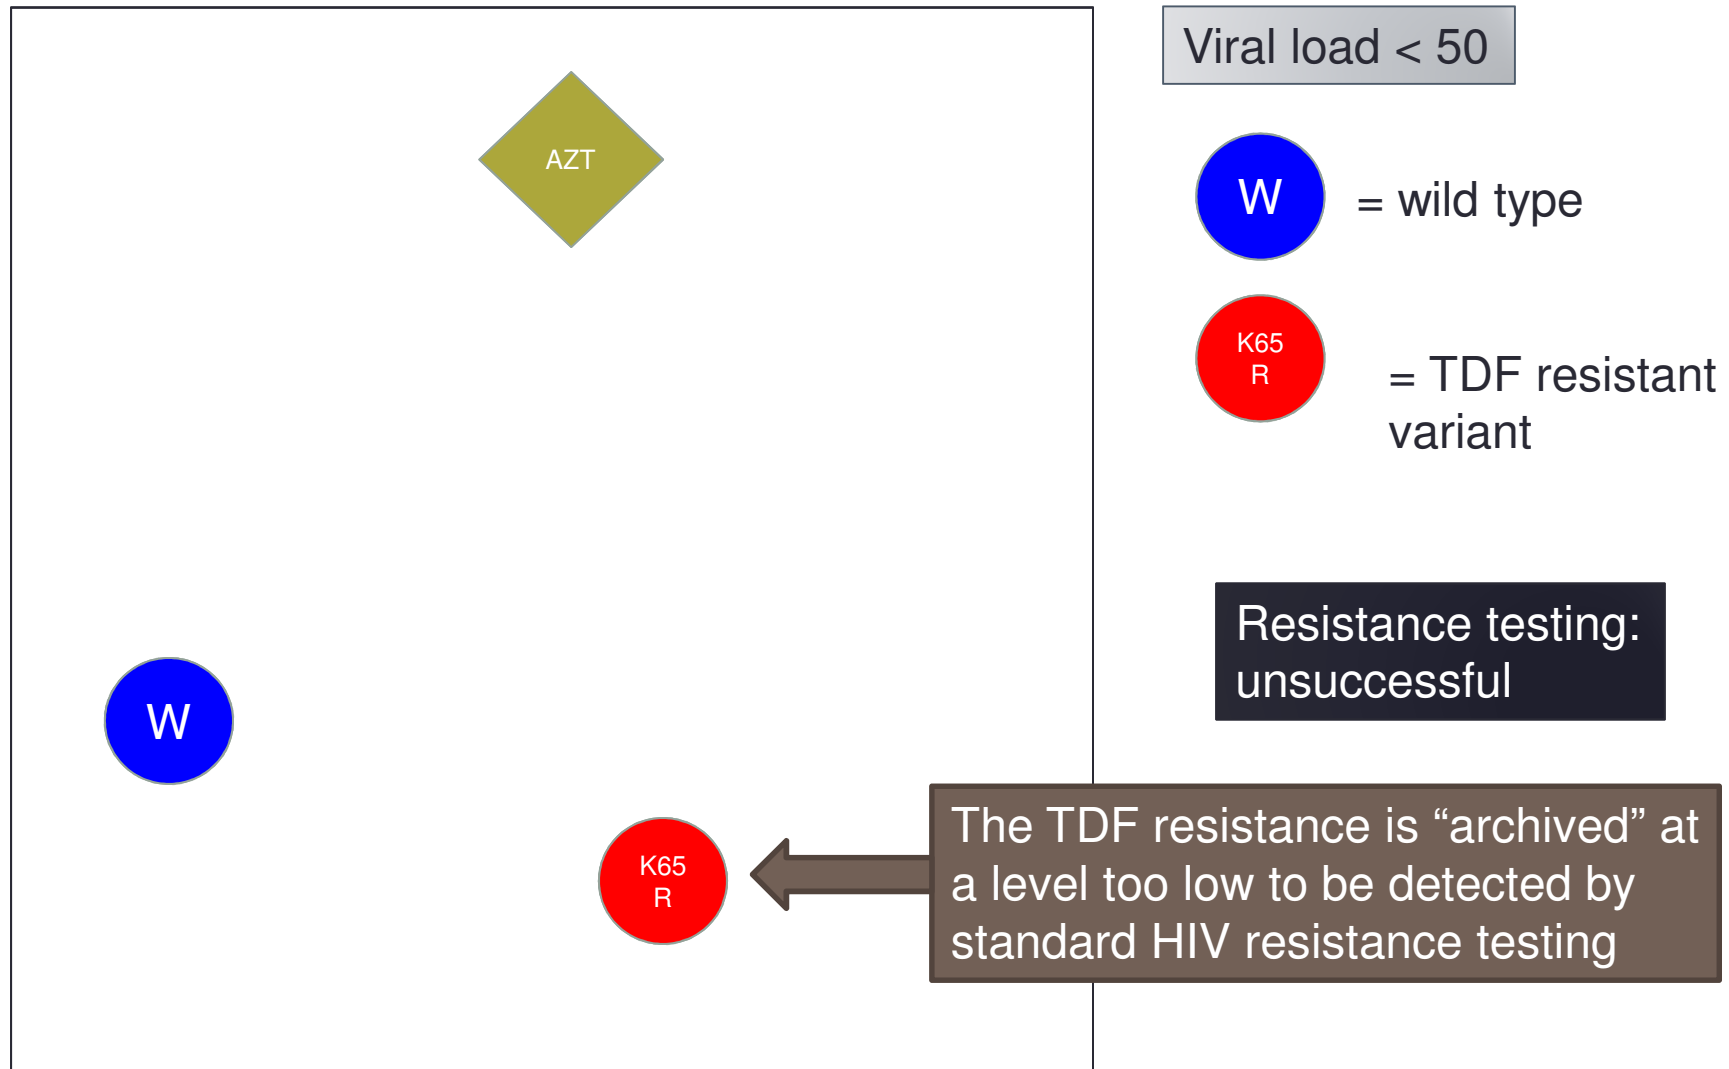 AZT
W
K65
R
Viral load < 50
W
= wild type
K65
R
= TDF resistant
variant
Resistance testing:
unsuccessful
The TDF resistance is “archived” at
a level too low to be detected by
standard HIV resistance testing